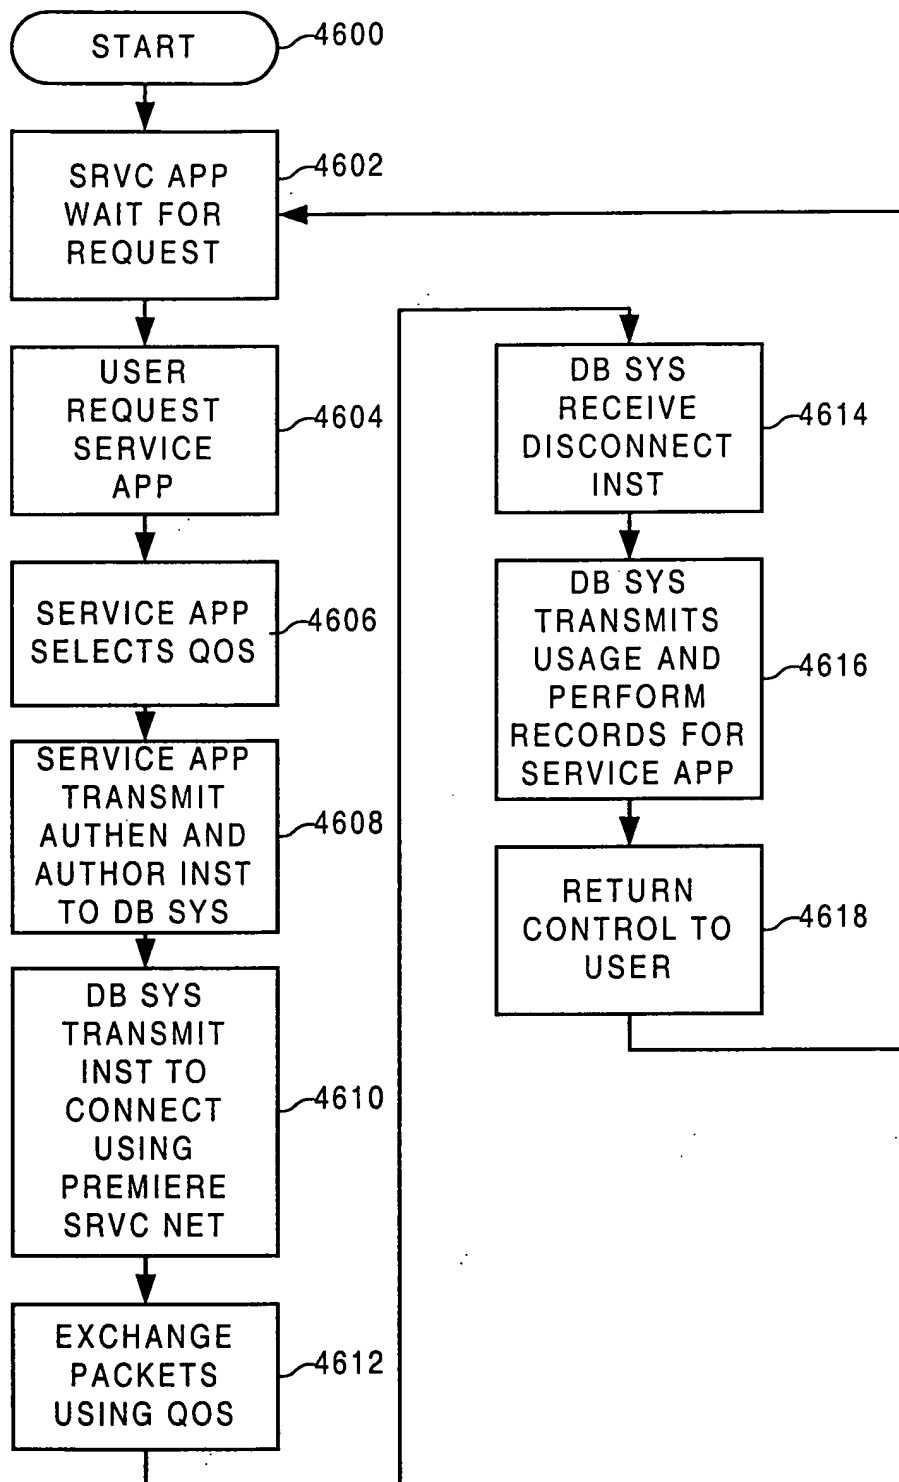 START
4600
SRVC APP
WAIT FOR
REQUEST
4602
USER
REQUEST
SERVICE
APP
4604
SERVICE APP
SELECTS QOS
4606
SERVICE APP
TRANSMIT
AUTHEN AND
AUTHOR INST
TO DB SYS
4608
DB SYS
TRANSMIT
INST TO
CONNECT
USING
PREMIERE
SRVC NET
4610
EXCHANGE
PACKETS
USING QOS
4612
DB SYS
RECEIVE
DISCONNECT
INST
4614
DB SYS
TRANSMITS
USAGE AND
PERFORM
RECORDS FOR
SERVICE APP
4616
RETURN
CONTROL TO
USER
4618